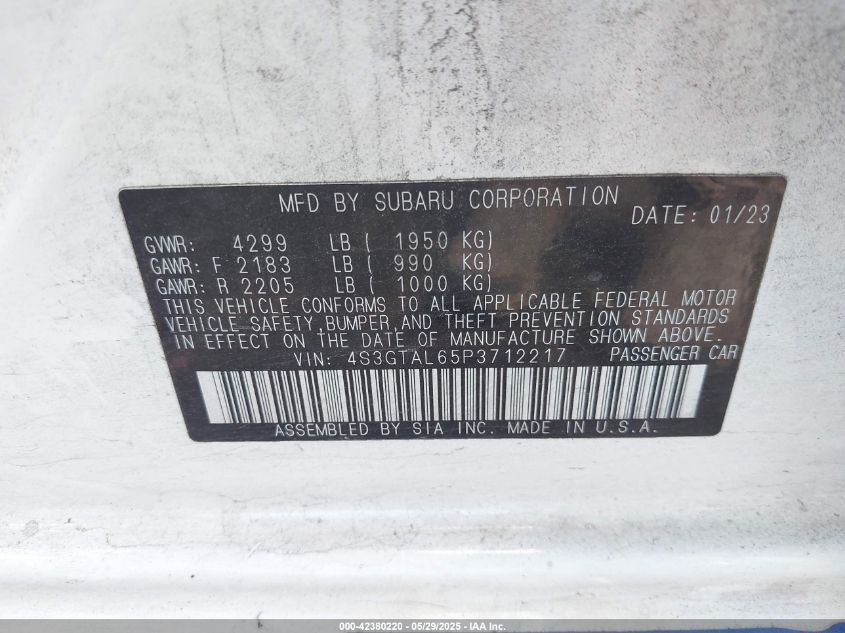 MFD BY SUBARU CORPORATION
DATE: 01/23
GVWR: 4299 LB ( 1950 KG)
GAWR: F 2183 LB ( 990 KG)
GAWR: R 2205 LB ( 1000 KG)
THIS VEHICLE CONFORMS TO ALL APPLICABLE FEDERAL MOTOR
VEHICLE SAFETY,BUMPER,AND THEFT PREVENTION STANDARDS
IN EFFECT ON THE DATE OF MANUFACTURE SHOWN ABOVE.
VIN: 4S3GTAL65P3712217 PASSENGER CAR
ASSEMBLED BY SIA INC. MADE IN U.S.A.
000-42380220 - 05/29/2025 - IAA Inc.